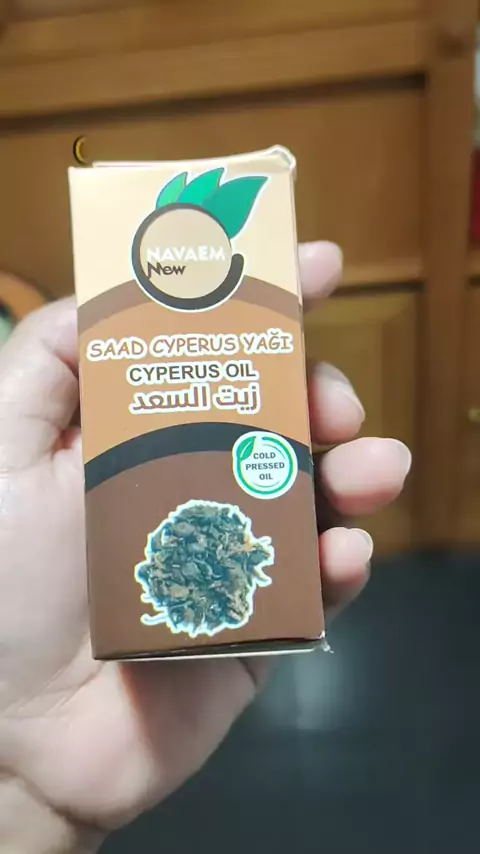 NAVAEM
New
SAAD CYPERUS YAĞI
CYPERUS OIL
زيت السعد
COLD
PRESSED
OIL